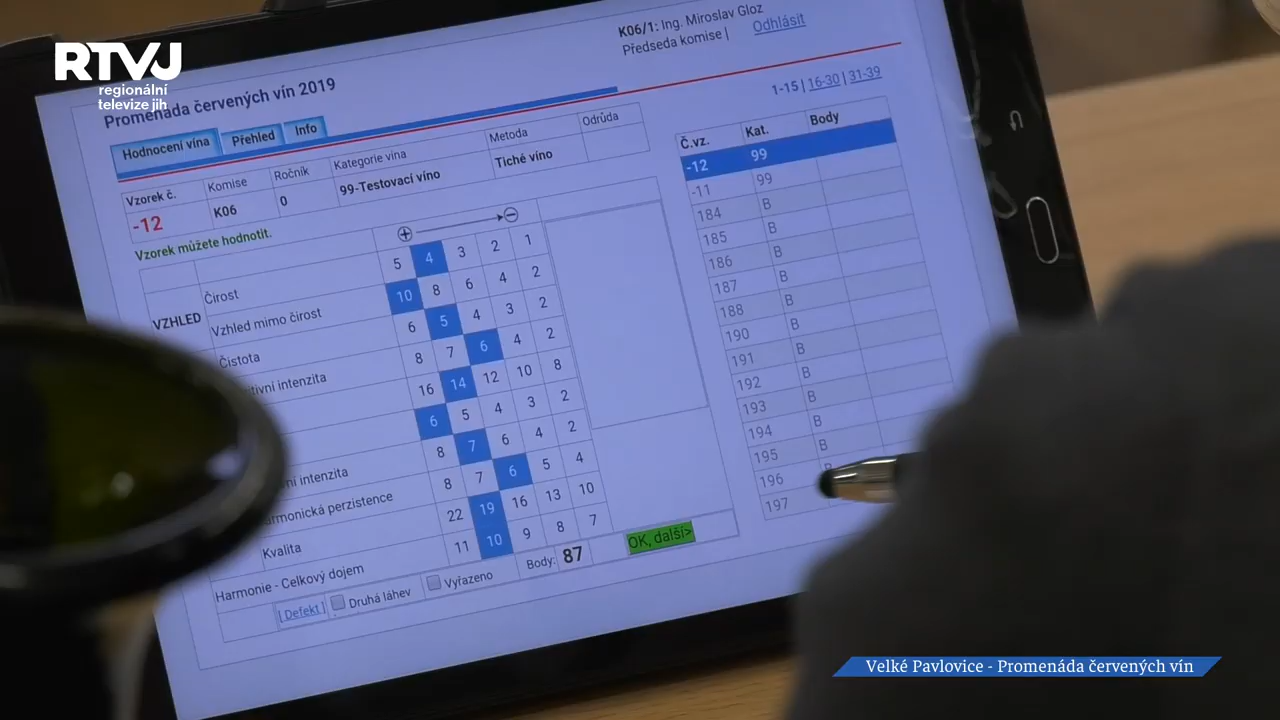 RTVJ
regionální
televize jih
K06/1: Ing. Miroslav Gloz
Předseda komise | Odhlásit
Promenáda červených vín 2019
Hodnocení vína Přehled Info
1-15 | 16-30 | 31-39
Vzorek č. Komise Ročník Kategorie vína Metoda Odrůda
-12 K06 0 99-Testovací víno Tiché víno
Vzorek můžete hodnotit.
VZHLED
Čirost 5 4 3 2 1
Vzhled mimo čirost 10 8 6 4 2
Čistota 6 5 4 3 2
intenzita 8 7 6 4 2
16 14 12 10 8
6 5 4 3 2
intenzita 8 7 6 4 2
perzistence 8 7 6 5 4
Kvalita 22 19 16 13 10
Harmonie - Celkový dojem 11 10 9 8 7
[ Defekt ] Druhá láhev Vyřazeno Body: 87 OK, další>
Č.vz. Kat. Body
-12 99
-11 99
184 B
185 B
186 B
187 B
188 B
190 B
191 B
192 B
193 B
194 B
195 B
196 B
197
Velké Pavlovice - Promenáda červených vín